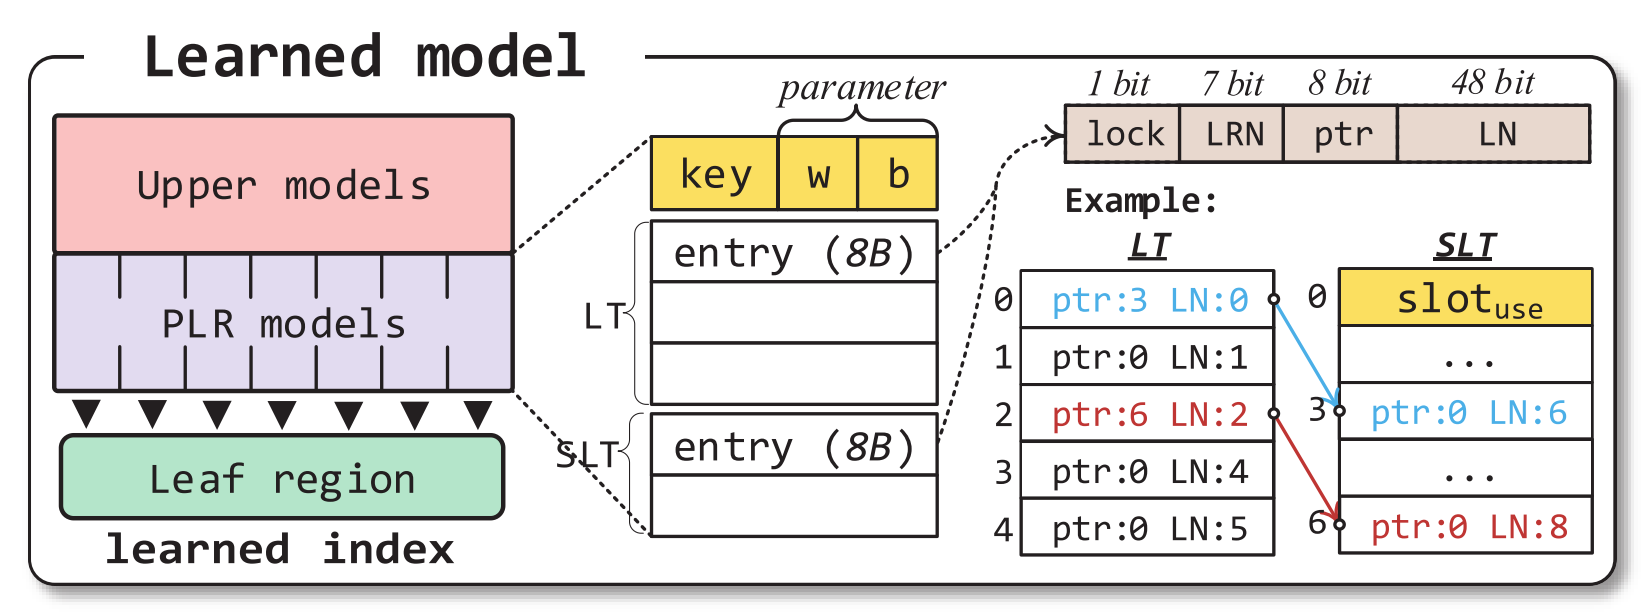 Learned model
Upper models
PLR models
Leaf region
learned index
parameter
key w b
LT
entry (8B)
SLT
entry (8B)
1 bit 7 bit 8 bit 48 bit
lock LRN ptr LN
Example:
LT
0 ptr:3 LN:0
1 ptr:0 LN:1
2 ptr:6 LN:2
3 ptr:0 LN:4
4 ptr:0 LN:5
SLT
0 slotuse
...
3 ptr:0 LN:6
...
6 ptr:0 LN:8